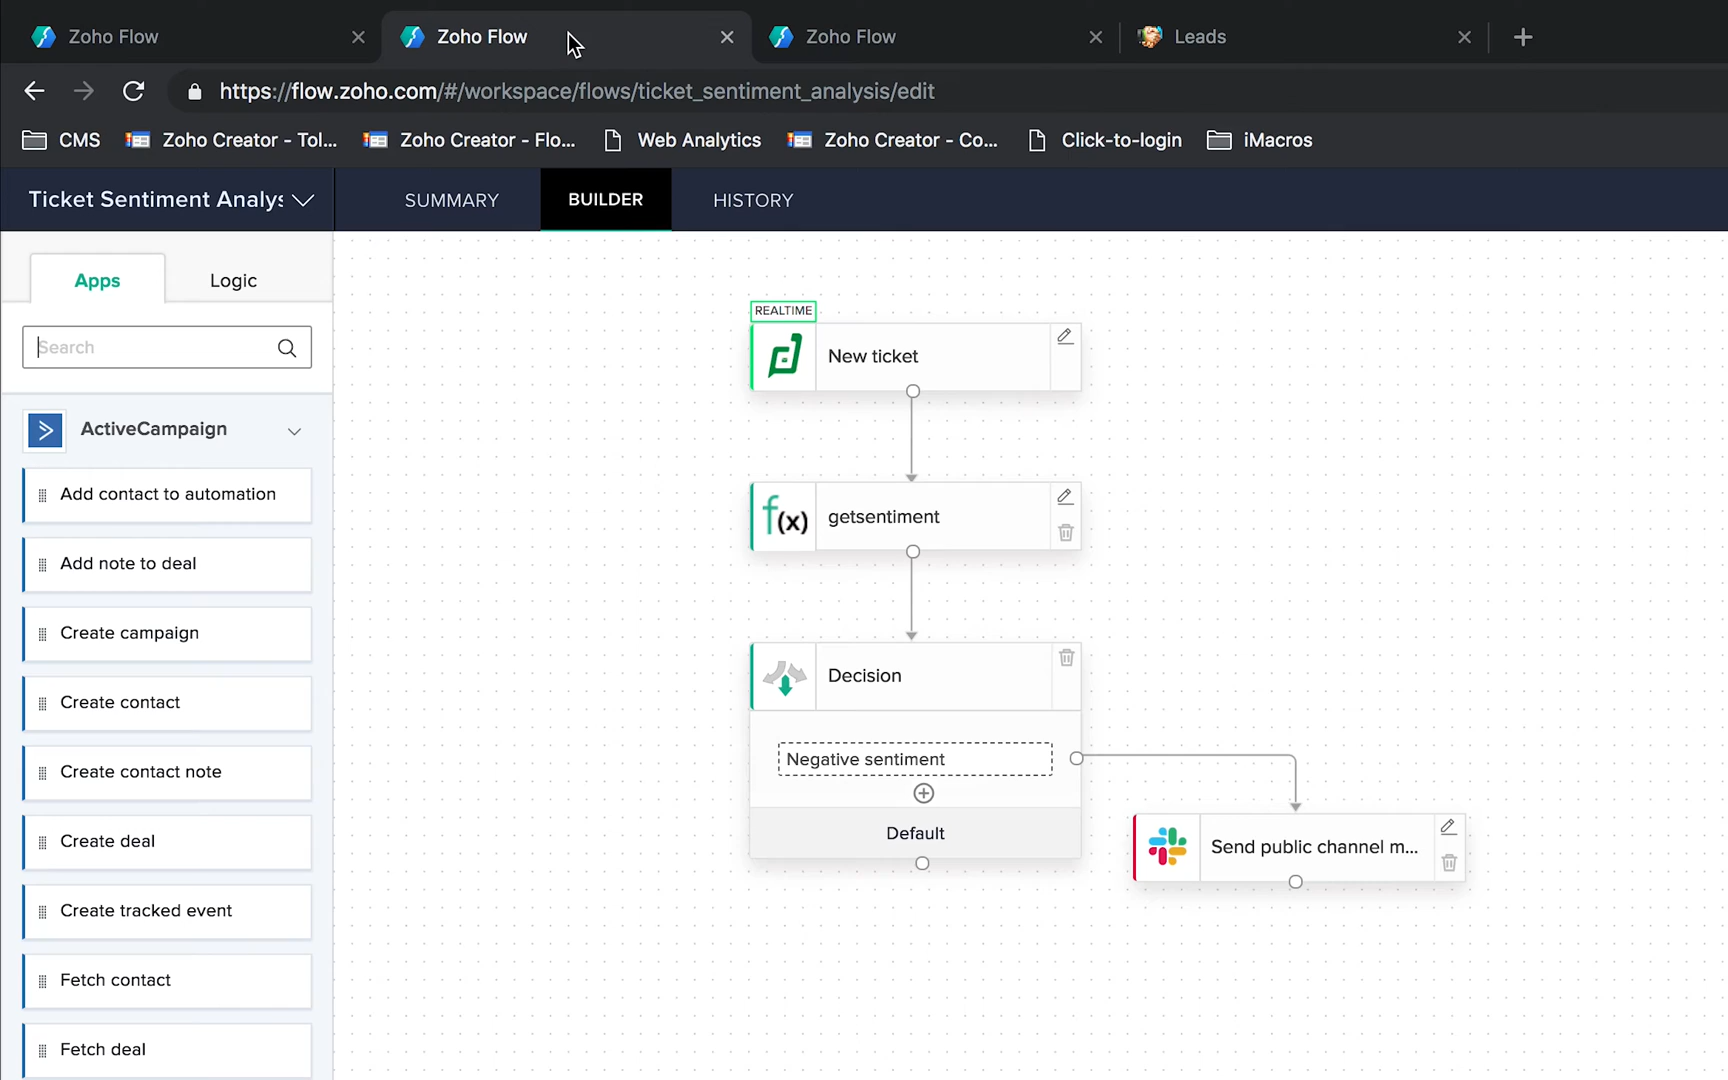 Zoho Flow
Zoho Flow
Zoho Flow
Leads
https://flow.zoho.com/#/workspace/flows/ticket_sentiment_analysis/edit
CMS
Zoho Creator - Tol...
Zoho Creator - Flo...
Web Analytics
Zoho Creator - Co...
Click-to-login
iMacros
Ticket Sentiment Analys
SUMMARY
BUILDER
HISTORY
Apps
Logic
Search
ActiveCampaign
Add contact to automation
Add note to deal
Create campaign
Create contact
Create contact note
Create deal
Create tracked event
Fetch contact
Fetch deal
REALTIME
New ticket
f(x)
getsentiment
Decision
Negative sentiment
Default
Send public channel m...